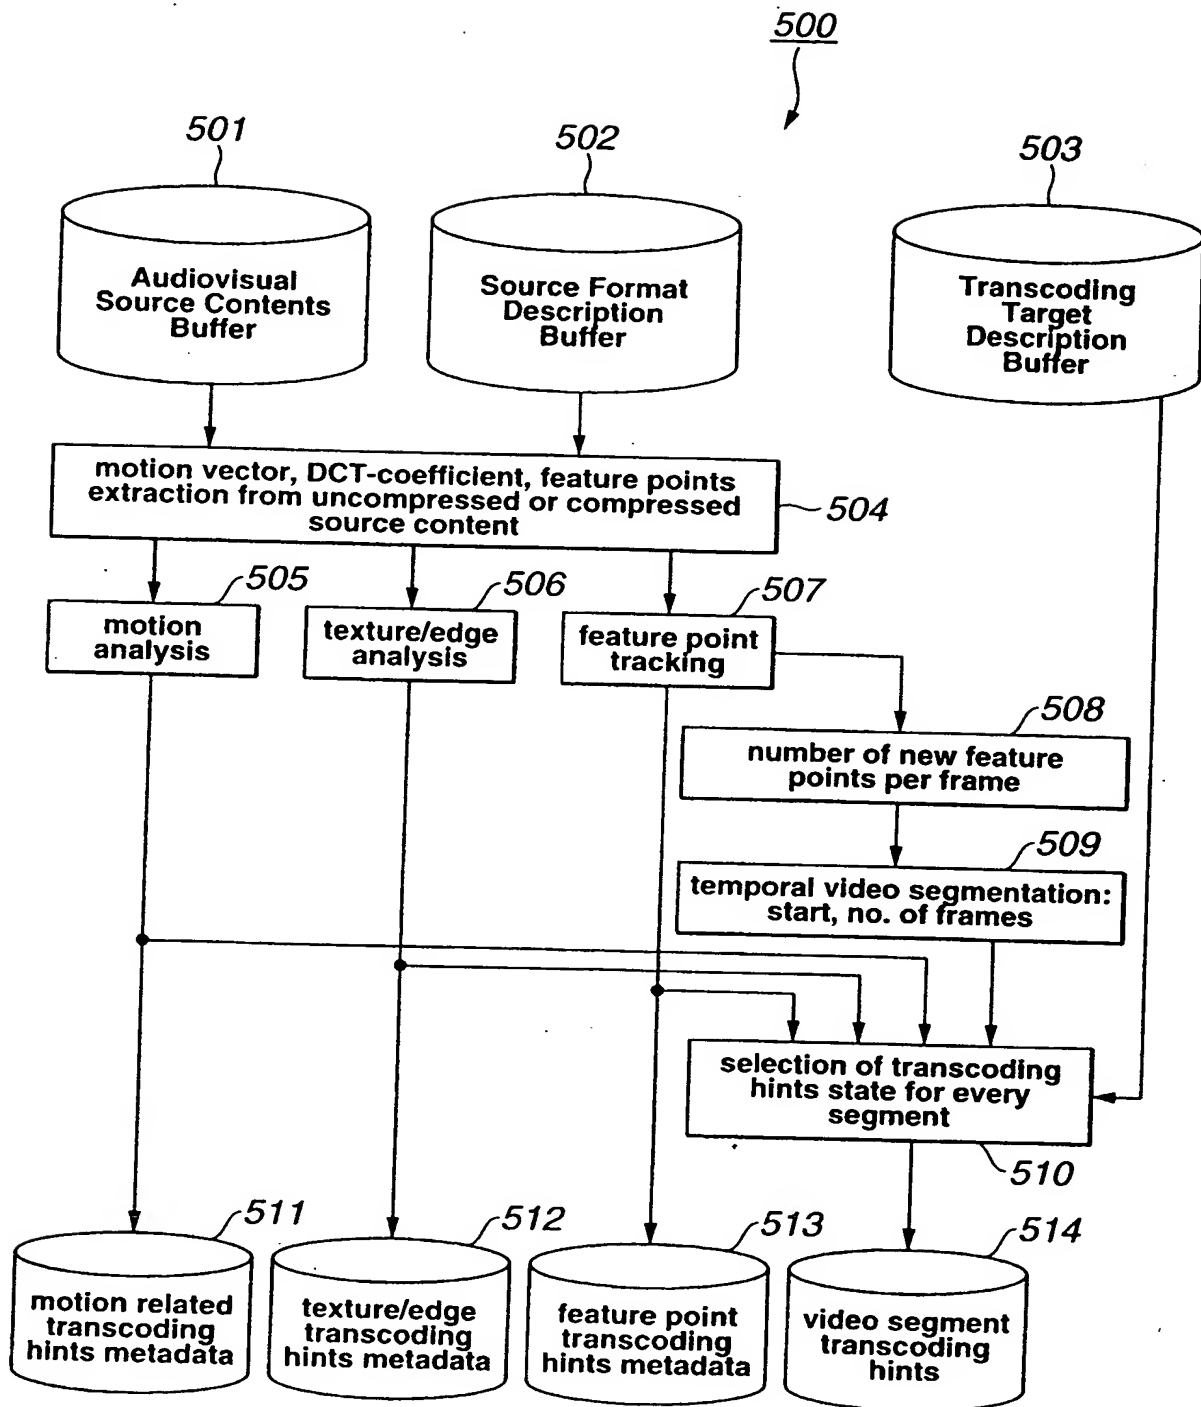 500
501
502
503
Audiovisual
Source Contents
Buffer
Source Format
Description
Buffer
Transcoding
Target
Description
Buffer
motion vector, DCT-coefficient, feature points
extraction from uncompressed or compressed
source content
504
505
506
507
motion
analysis
texture/edge
analysis
feature point
tracking
508
number of new feature
points per frame
509
temporal video segmentation:
start, no. of frames
selection of transcoding
hints state for every
segment
510
511
512
513
514
motion related
transcoding
hints metadata
texture/edge
transcoding
hints metadata
feature point
transcoding
hints metadata
video segment
transcoding
hints